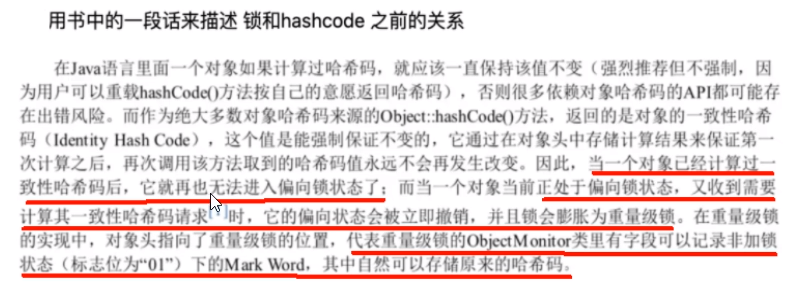 用书中的一段话来描述 锁和hashcode 之前的关系
在Java语言里面一个对象如果计算过哈希码，就应该一直保持该值不变（强烈推荐但不强制，因
为用户可以重载hashCode()方法按自己的意愿返回哈希码），否则很多依赖对象哈希码的API都可能存
在出错风险。而作为绝大多数对象哈希码来源的Object::hashCode()方法，返回的是对象的一致性哈希
码（Identity Hash Code），这个值是能强制保证不变的，它通过在对象头中存储计算结果来保证第一
次计算之后，再次调用该方法取到的哈希码值永远不会再发生改变。因此，当一个对象已经计算过一
致性哈希码后，它就再也无法进入偏向锁状态了；而当一个对象当前正处于偏向锁状态，又收到需要
计算其一致性哈希码请求时，它的偏向状态会被立即撤销，并且锁会膨胀为重量级锁。在重量级锁
的实现中，对象头指向了重量级锁的位置，代表重量级锁的ObjectMonitor类里有字段可以记录非加锁
状态（标志位为“01”）下的Mark Word，其中自然可以存储原来的哈希码。